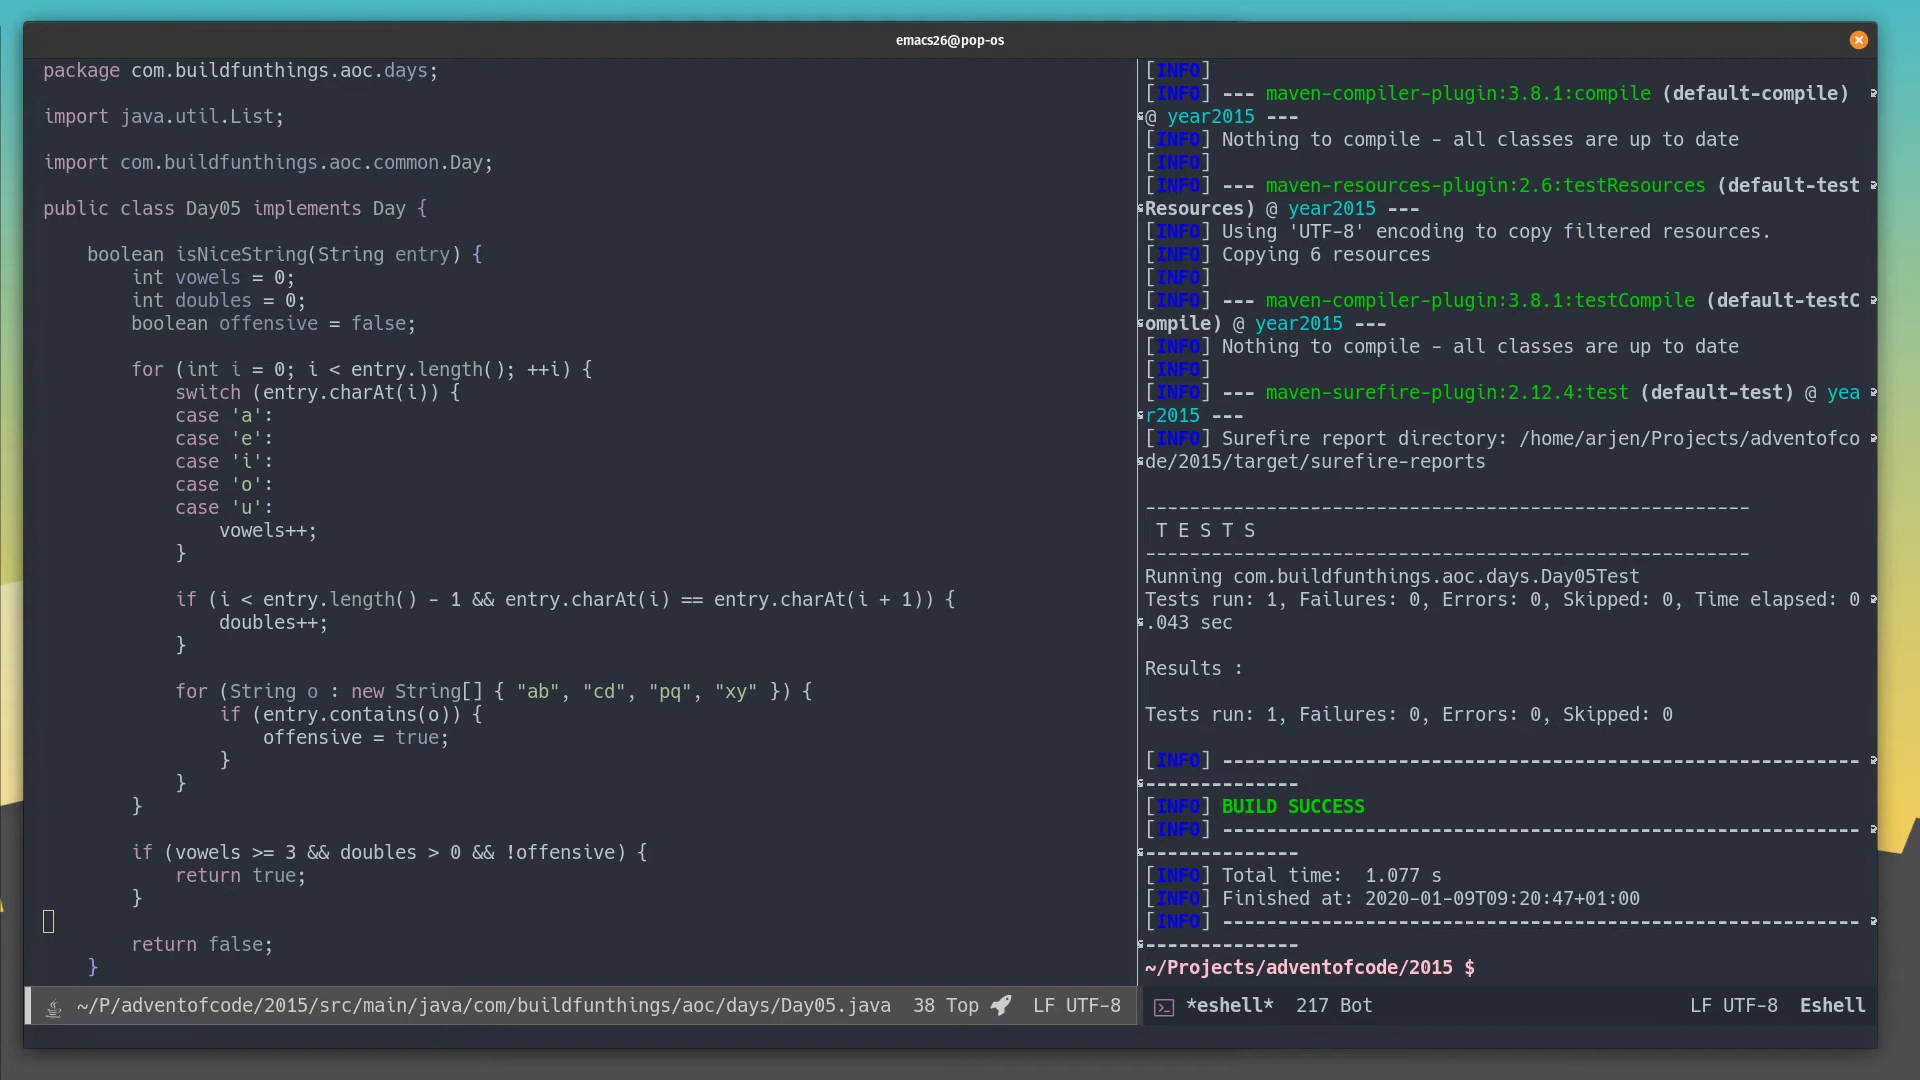 emacs26@pop-os
package com.buildfunthings.aoc.days;
import java.util.List;
import com.buildfunthings.aoc.common.Day;
public class Day05 implements Day {
boolean isNiceString(String entry) {
int vowels = 0;
int doubles = 0;
boolean offensive = false;
for (int i = 0; i < entry.length(); ++i) {
switch (entry.charAt(i)) {
case 'a':
case 'e':
case 'i':
case 'o':
case 'u':
vowels++;
}
if (i < entry.length() - 1 && entry.charAt(i) == entry.charAt(i + 1)) {
doubles++;
}
for (String o : new String[] { "ab", "cd", "pq", "xy" }) {
if (entry.contains(o)) {
offensive = true;
}
}
}
if (vowels >= 3 && doubles > 0 && !offensive) {
return true;
}
return false;
}
~/P/adventofcode/2015/src/main/java/com/buildfunthings/aoc/days/Day05.java 38 Top LF UTF-8
[INFO]
[INFO] --- maven-compiler-plugin:3.8.1:compile (default-compile)
@ year2015 ---
[INFO] Nothing to compile - all classes are up to date
[INFO]
[INFO] --- maven-resources-plugin:2.6:testResources (default-test
Resources) @ year2015 ---
[INFO] Using 'UTF-8' encoding to copy filtered resources.
[INFO] Copying 6 resources
[INFO]
[INFO] --- maven-compiler-plugin:3.8.1:testCompile (default-testC
ompile) @ year2015 ---
[INFO] Nothing to compile - all classes are up to date
[INFO]
[INFO] --- maven-surefire-plugin:2.12.4:test (default-test) @ yea
r2015 ---
[INFO] Surefire report directory: /home/arjen/Projects/adventofco
de/2015/target/surefire-reports
-------------------------------------------------------
T E S T S
-------------------------------------------------------
Running com.buildfunthings.aoc.days.Day05Test
Tests run: 1, Failures: 0, Errors: 0, Skipped: 0, Time elapsed: 0
.043 sec
Results :
Tests run: 1, Failures: 0, Errors: 0, Skipped: 0
[INFO] ----------------------------------------------------------
--------------
[INFO] BUILD SUCCESS
[INFO] ----------------------------------------------------------
--------------
[INFO] Total time:  1.077 s
[INFO] Finished at: 2020-01-09T09:20:47+01:00
[INFO] ----------------------------------------------------------
--------------
~/Projects/adventofcode/2015 $
*eshell* 217 Bot LF UTF-8 Eshell